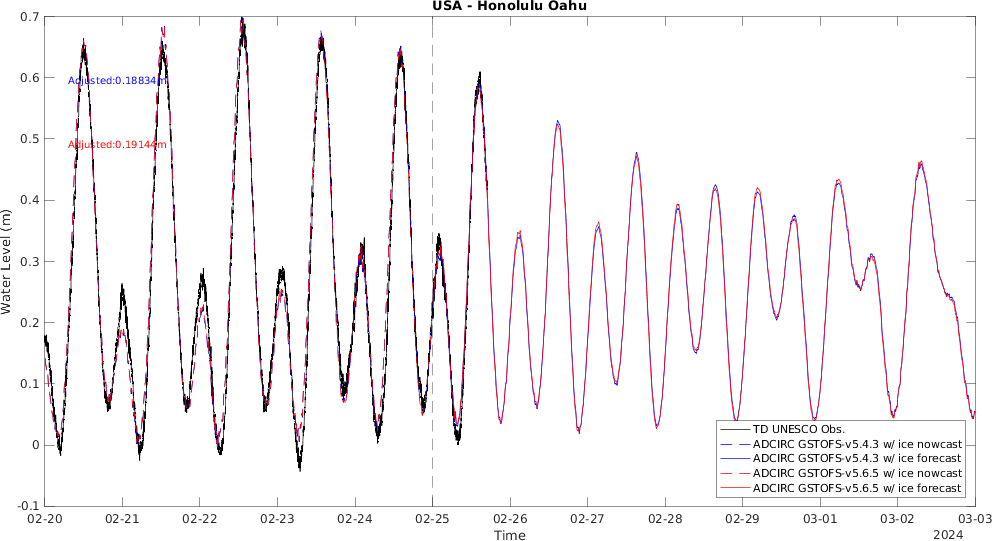 USA - Honolulu Oahu
0.7
0.6
0.5
0.4
0.3
0.2
0.1
0
-0.1
Water Level (m)
Adjusted:0.18834m
Adjusted:0.19144m
TD UNESCO Obs.
ADCIRC GSTOFS-v5.4.3 w/ ice nowcast
ADCIRC GSTOFS-v5.4.3 w/ ice forecast
ADCIRC GSTOFS-v5.6.5 w/ ice nowcast
ADCIRC GSTOFS-v5.6.5 w/ ice forecast
02-20 02-21 02-22 02-23 02-24 02-25 02-26 02-27 02-28 02-29 03-01 03-02 03-03
Time
2024